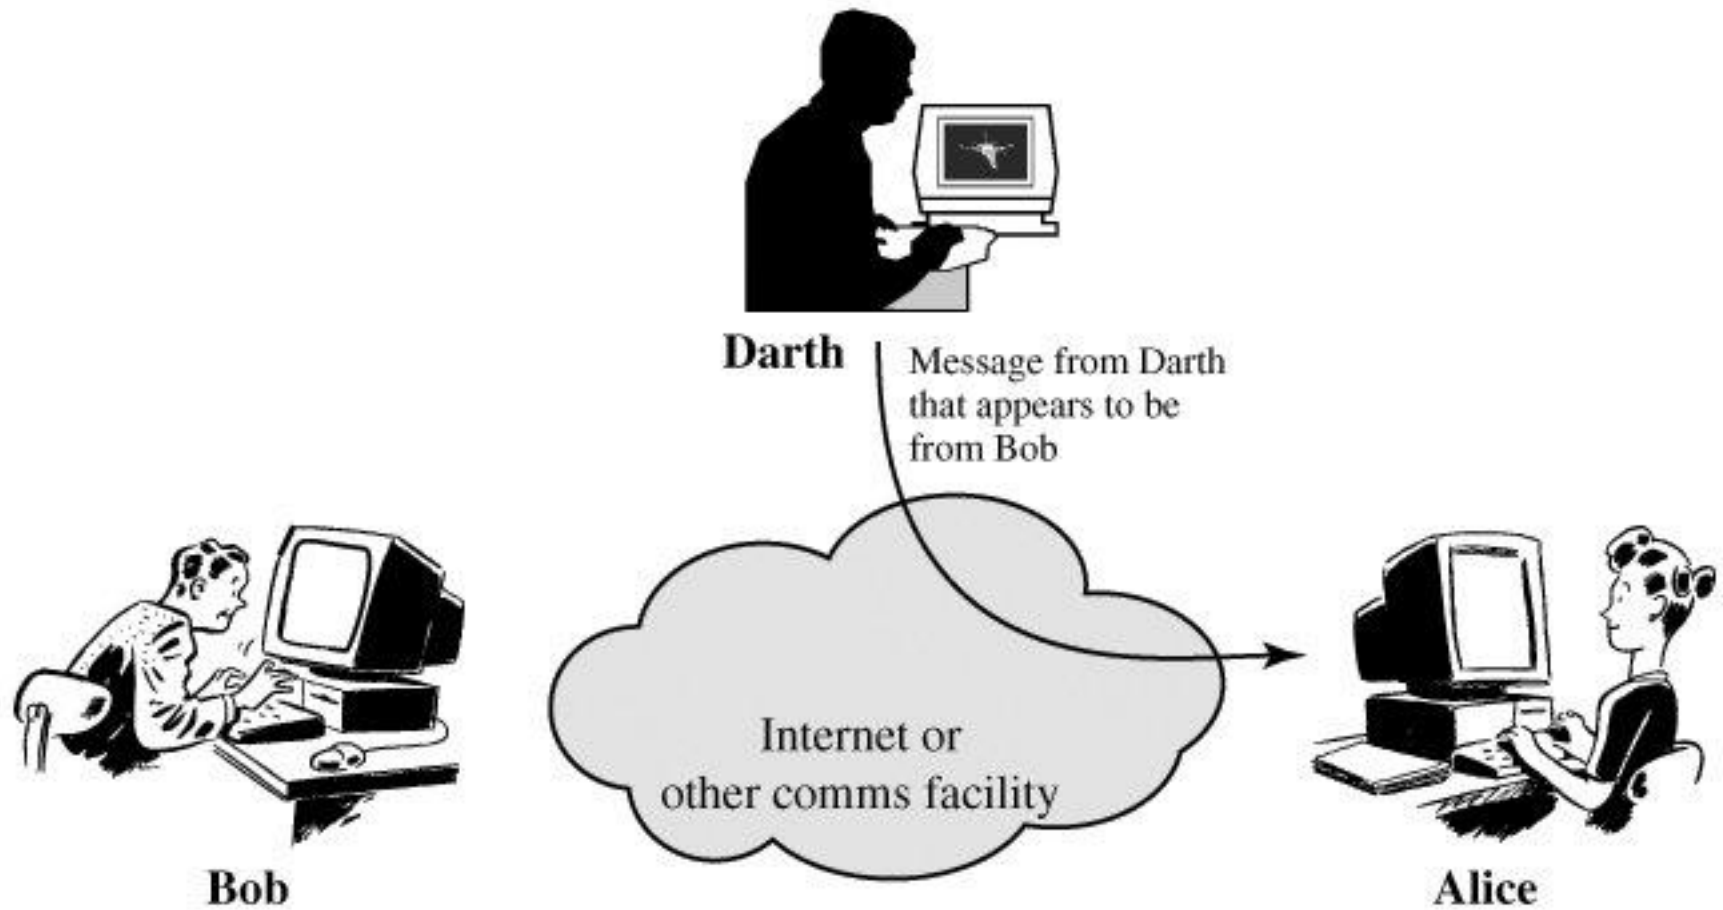 Darth
Message from Darth
that appears to be
from Bob
Internet or
other comms facility
Bob
Alice